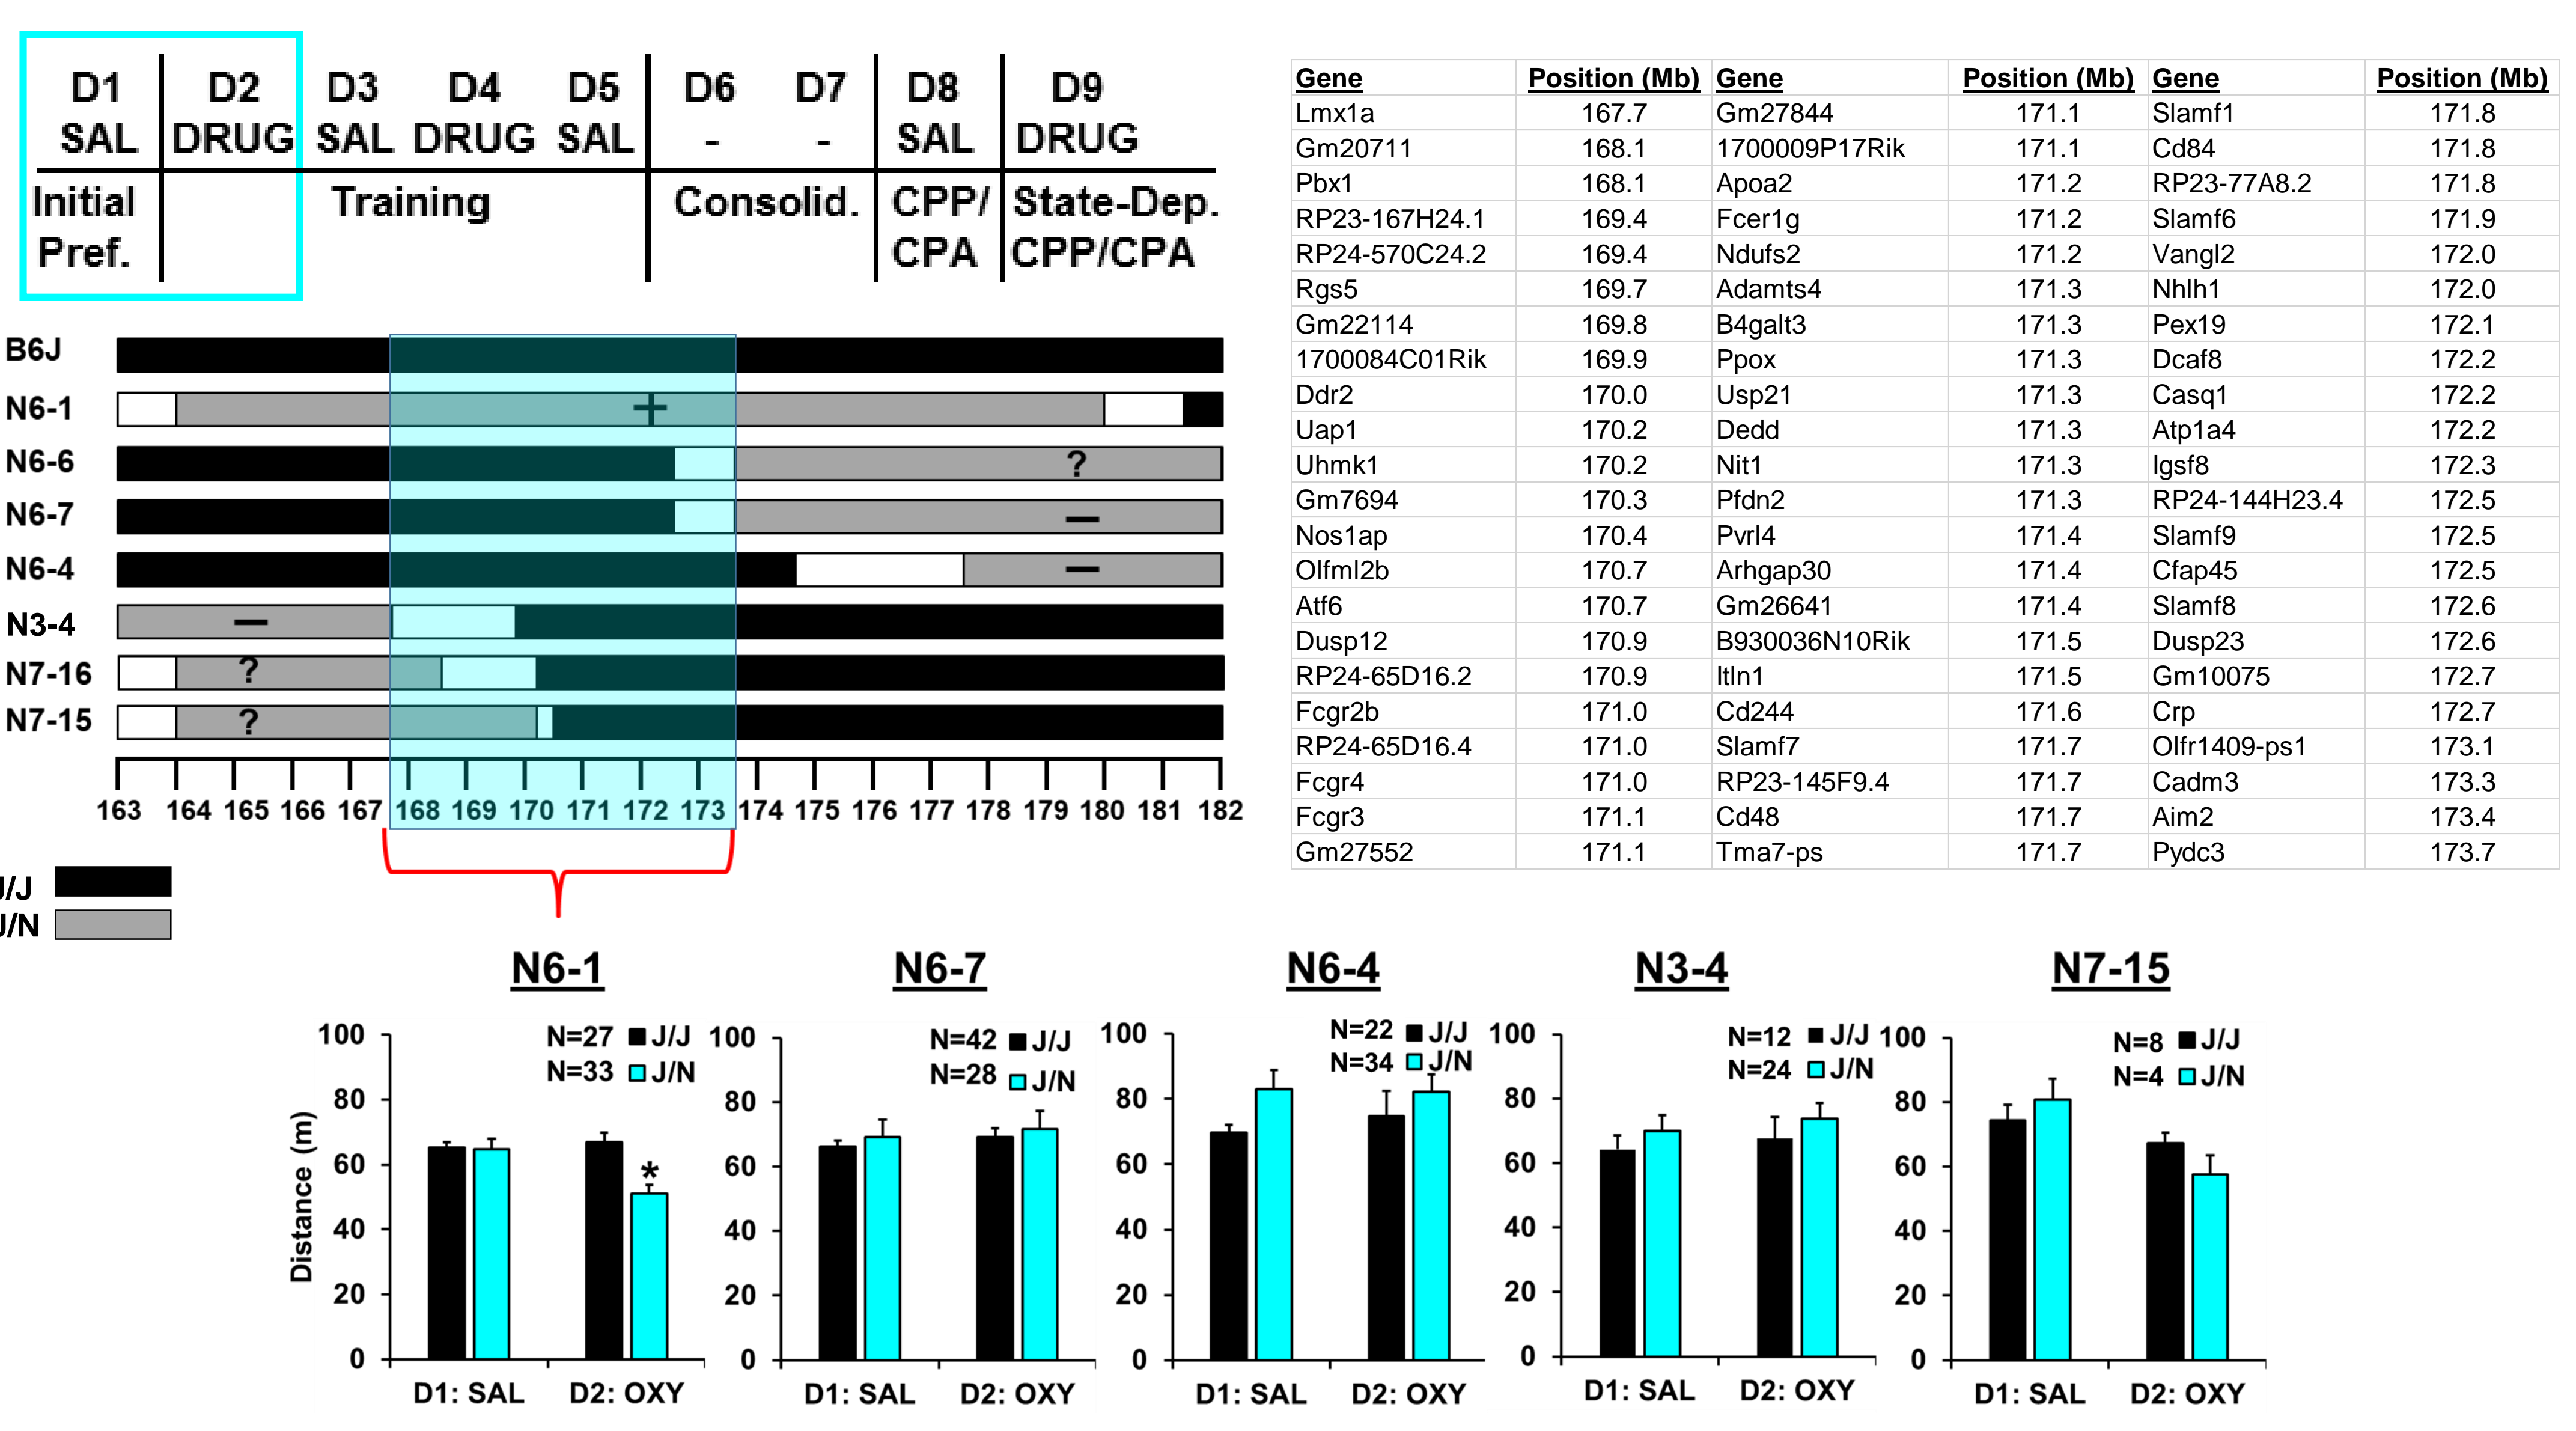 D1 D2 D3 D4 D5 D6 D7 D8 D9
SAL DRUG SAL DRUG SAL - - SAL DRUG
Initial Training Consolid. CPP/ State-Dep.
Pref. CPA CPP/CPA
B6J
N6-1 +
N6-6 ?
N6-7 —
N6-4 —
N3-4 —
N7-16 ?
N7-15 ?
163 164 165 166 167 168 169 170 171 172 173 174 175 176 177 178 179 180 181 182
J/J
J/N
Gene Position (Mb) Gene Position (Mb) Gene Position (Mb)
Lmx1a 167.7 Gm27844 171.1 Slamf1 171.8
Gm20711 168.1 1700009P17Rik 171.1 Cd84 171.8
Pbx1 168.1 Apoa2 171.2 RP23-77A8.2 171.8
RP23-167H24.1 169.4 Fcer1g 171.2 Slamf6 171.9
RP24-570C24.2 169.4 Ndufs2 171.2 Vangl2 172.0
Rgs5 169.7 Adamts4 171.3 Nhlh1 172.0
Gm22114 169.8 B4galt3 171.3 Pex19 172.1
1700084C01Rik 169.9 Ppox 171.3 Dcaf8 172.2
Ddr2 170.0 Usp21 171.3 Casq1 172.2
Uap1 170.2 Dedd 171.3 Atp1a4 172.2
Uhmk1 170.2 Nit1 171.3 Igsf8 172.3
Gm7694 170.3 Pfdn2 171.3 RP24-144H23.4 172.5
Nos1ap 170.4 Pvrl4 171.4 Slamf9 172.5
Olfml2b 170.7 Arhgap30 171.4 Cfap45 172.5
Atf6 170.7 Gm26641 171.4 Slamf8 172.6
Dusp12 170.9 B930036N10Rik 171.5 Dusp23 172.6
RP24-65D16.2 170.9 Itln1 171.5 Gm10075 172.7
Fcgr2b 171.0 Cd244 171.6 Crp 172.7
RP24-65D16.4 171.0 Slamf7 171.7 Olfr1409-ps1 173.1
Fcgr4 171.0 RP23-145F9.4 171.7 Cadm3 173.3
Fcgr3 171.1 Cd48 171.7 Aim2 173.4
Gm27552 171.1 Tma7-ps 171.7 Pydc3 173.7
N6-1
N=27 J/J
N=33 J/N
Distance (m)
100
80
60
40
20
0
*
D1: SAL D2: OXY
N6-7
N=42 J/J
N=28 J/N
100
80
60
40
20
0
D1: SAL D2: OXY
N6-4
N=22 J/J
N=34 J/N
100
80
60
40
20
0
D1: SAL D2: OXY
N3-4
N=12 J/J
N=24 J/N
100
80
60
40
20
0
D1: SAL D2: OXY
N7-15
N=8 J/J
N=4 J/N
100
80
60
40
20
0
D1: SAL D2: OXY